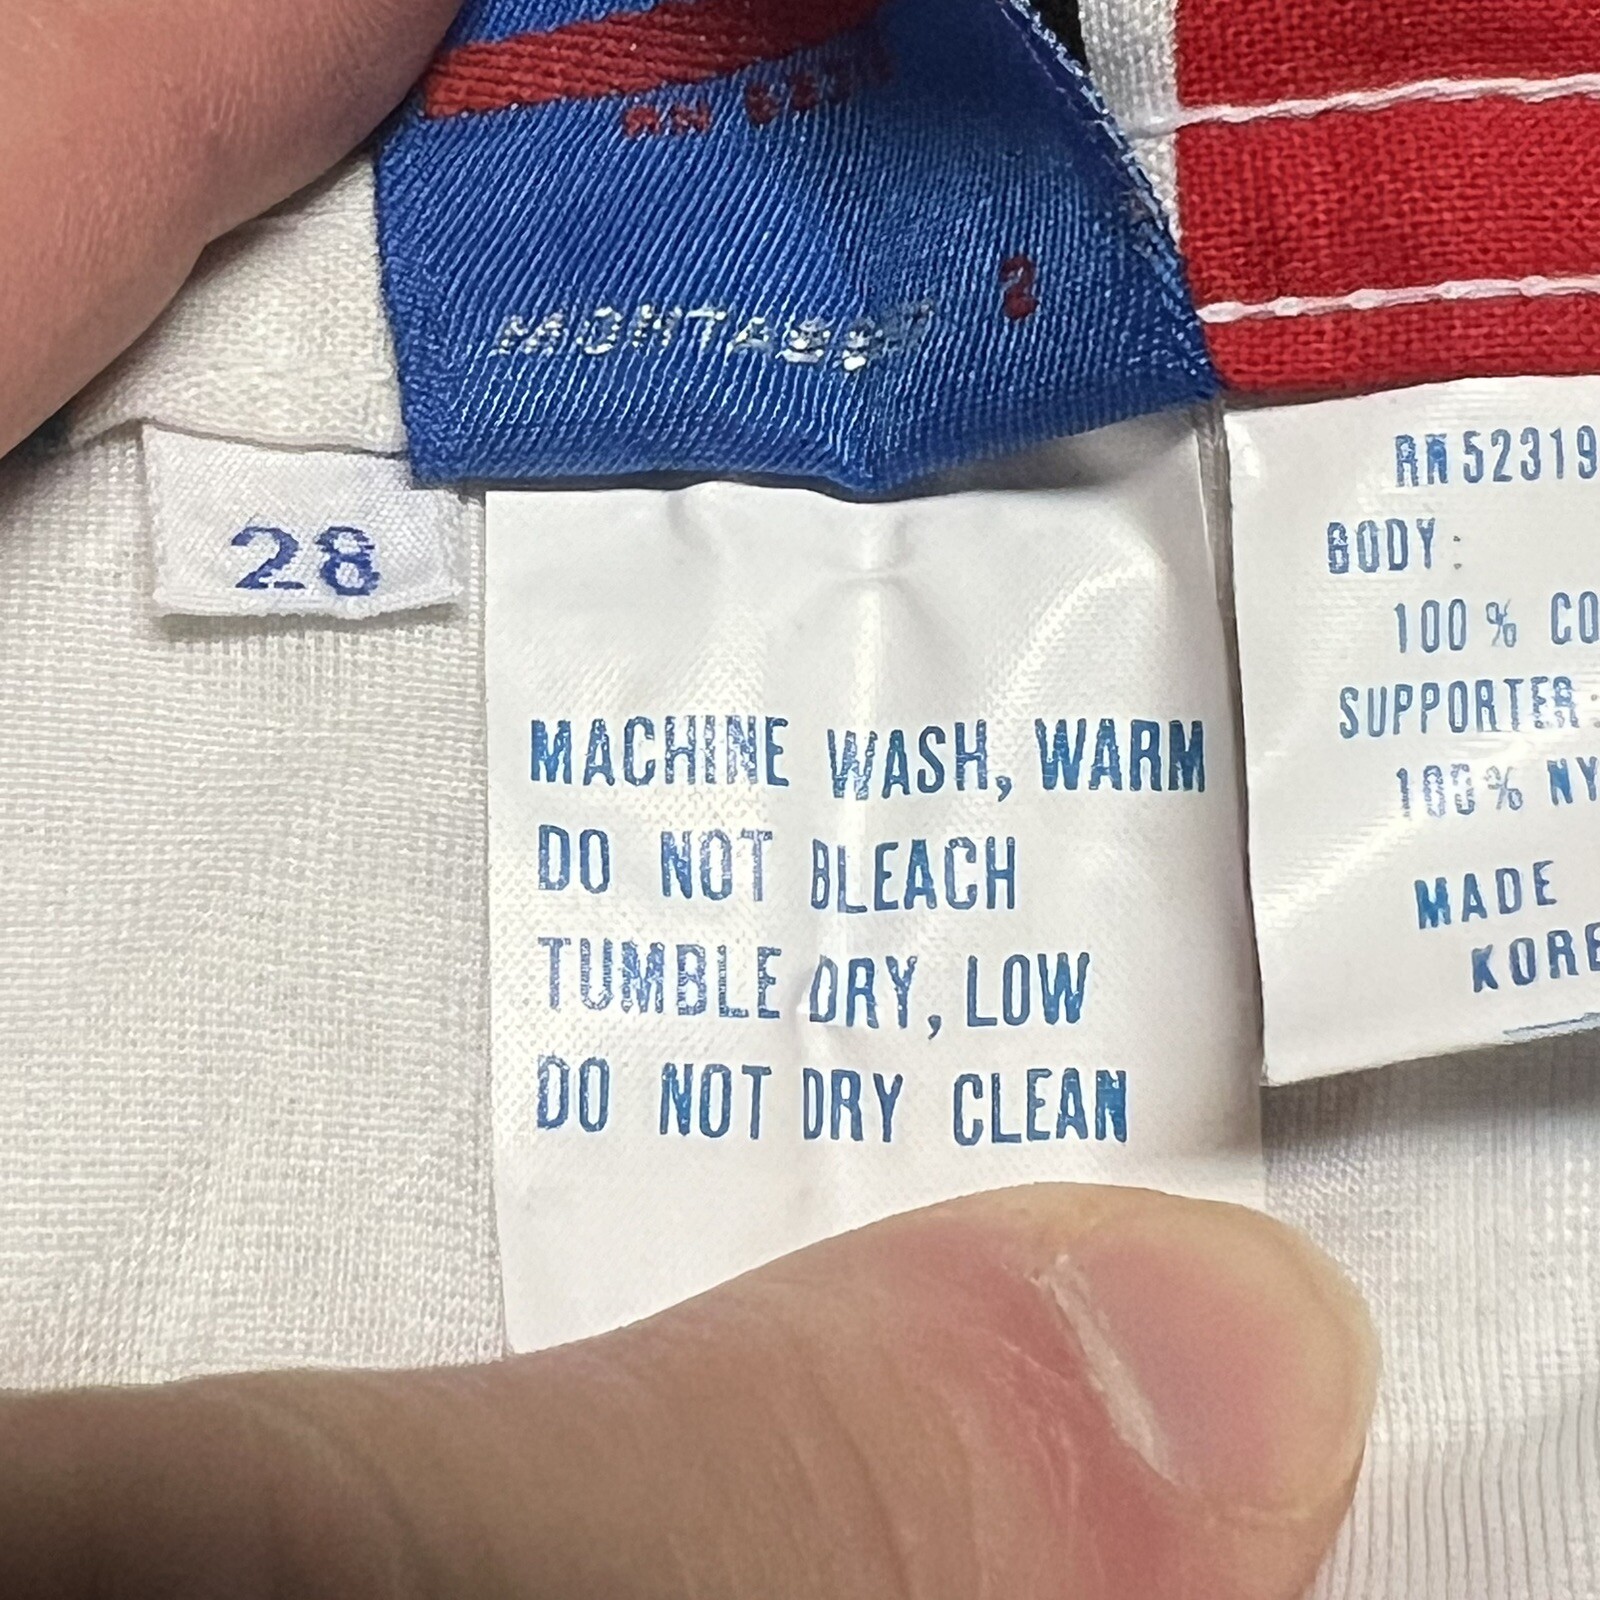 2
28
MACHINE WASH, WARM
DO NOT BLEACH
TUMBLE DRY, LOW
DO NOT DRY CLEAN
RN52319
BODY:
100% CO
SUPPORTER:
100% NY
MADE
KORE